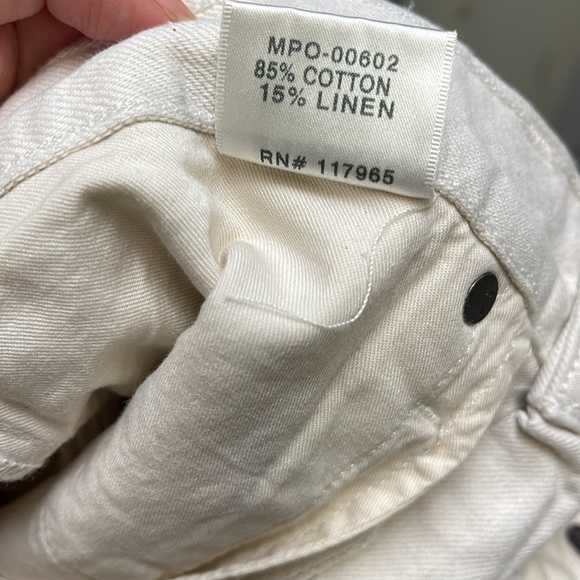 MPO-00602
85% COTTON
15% LINEN
RN# 117965